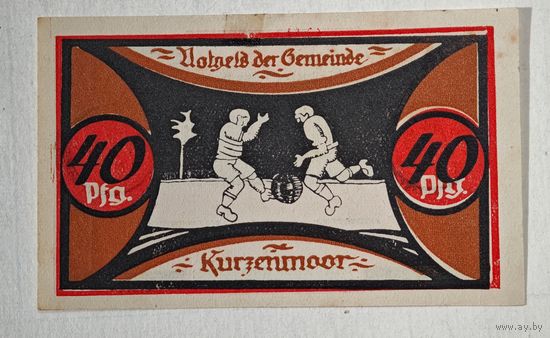 Notgeld der Gemeinde
40 Pfg.
40 Pfg.
Kurzenmoor
www.ay.by